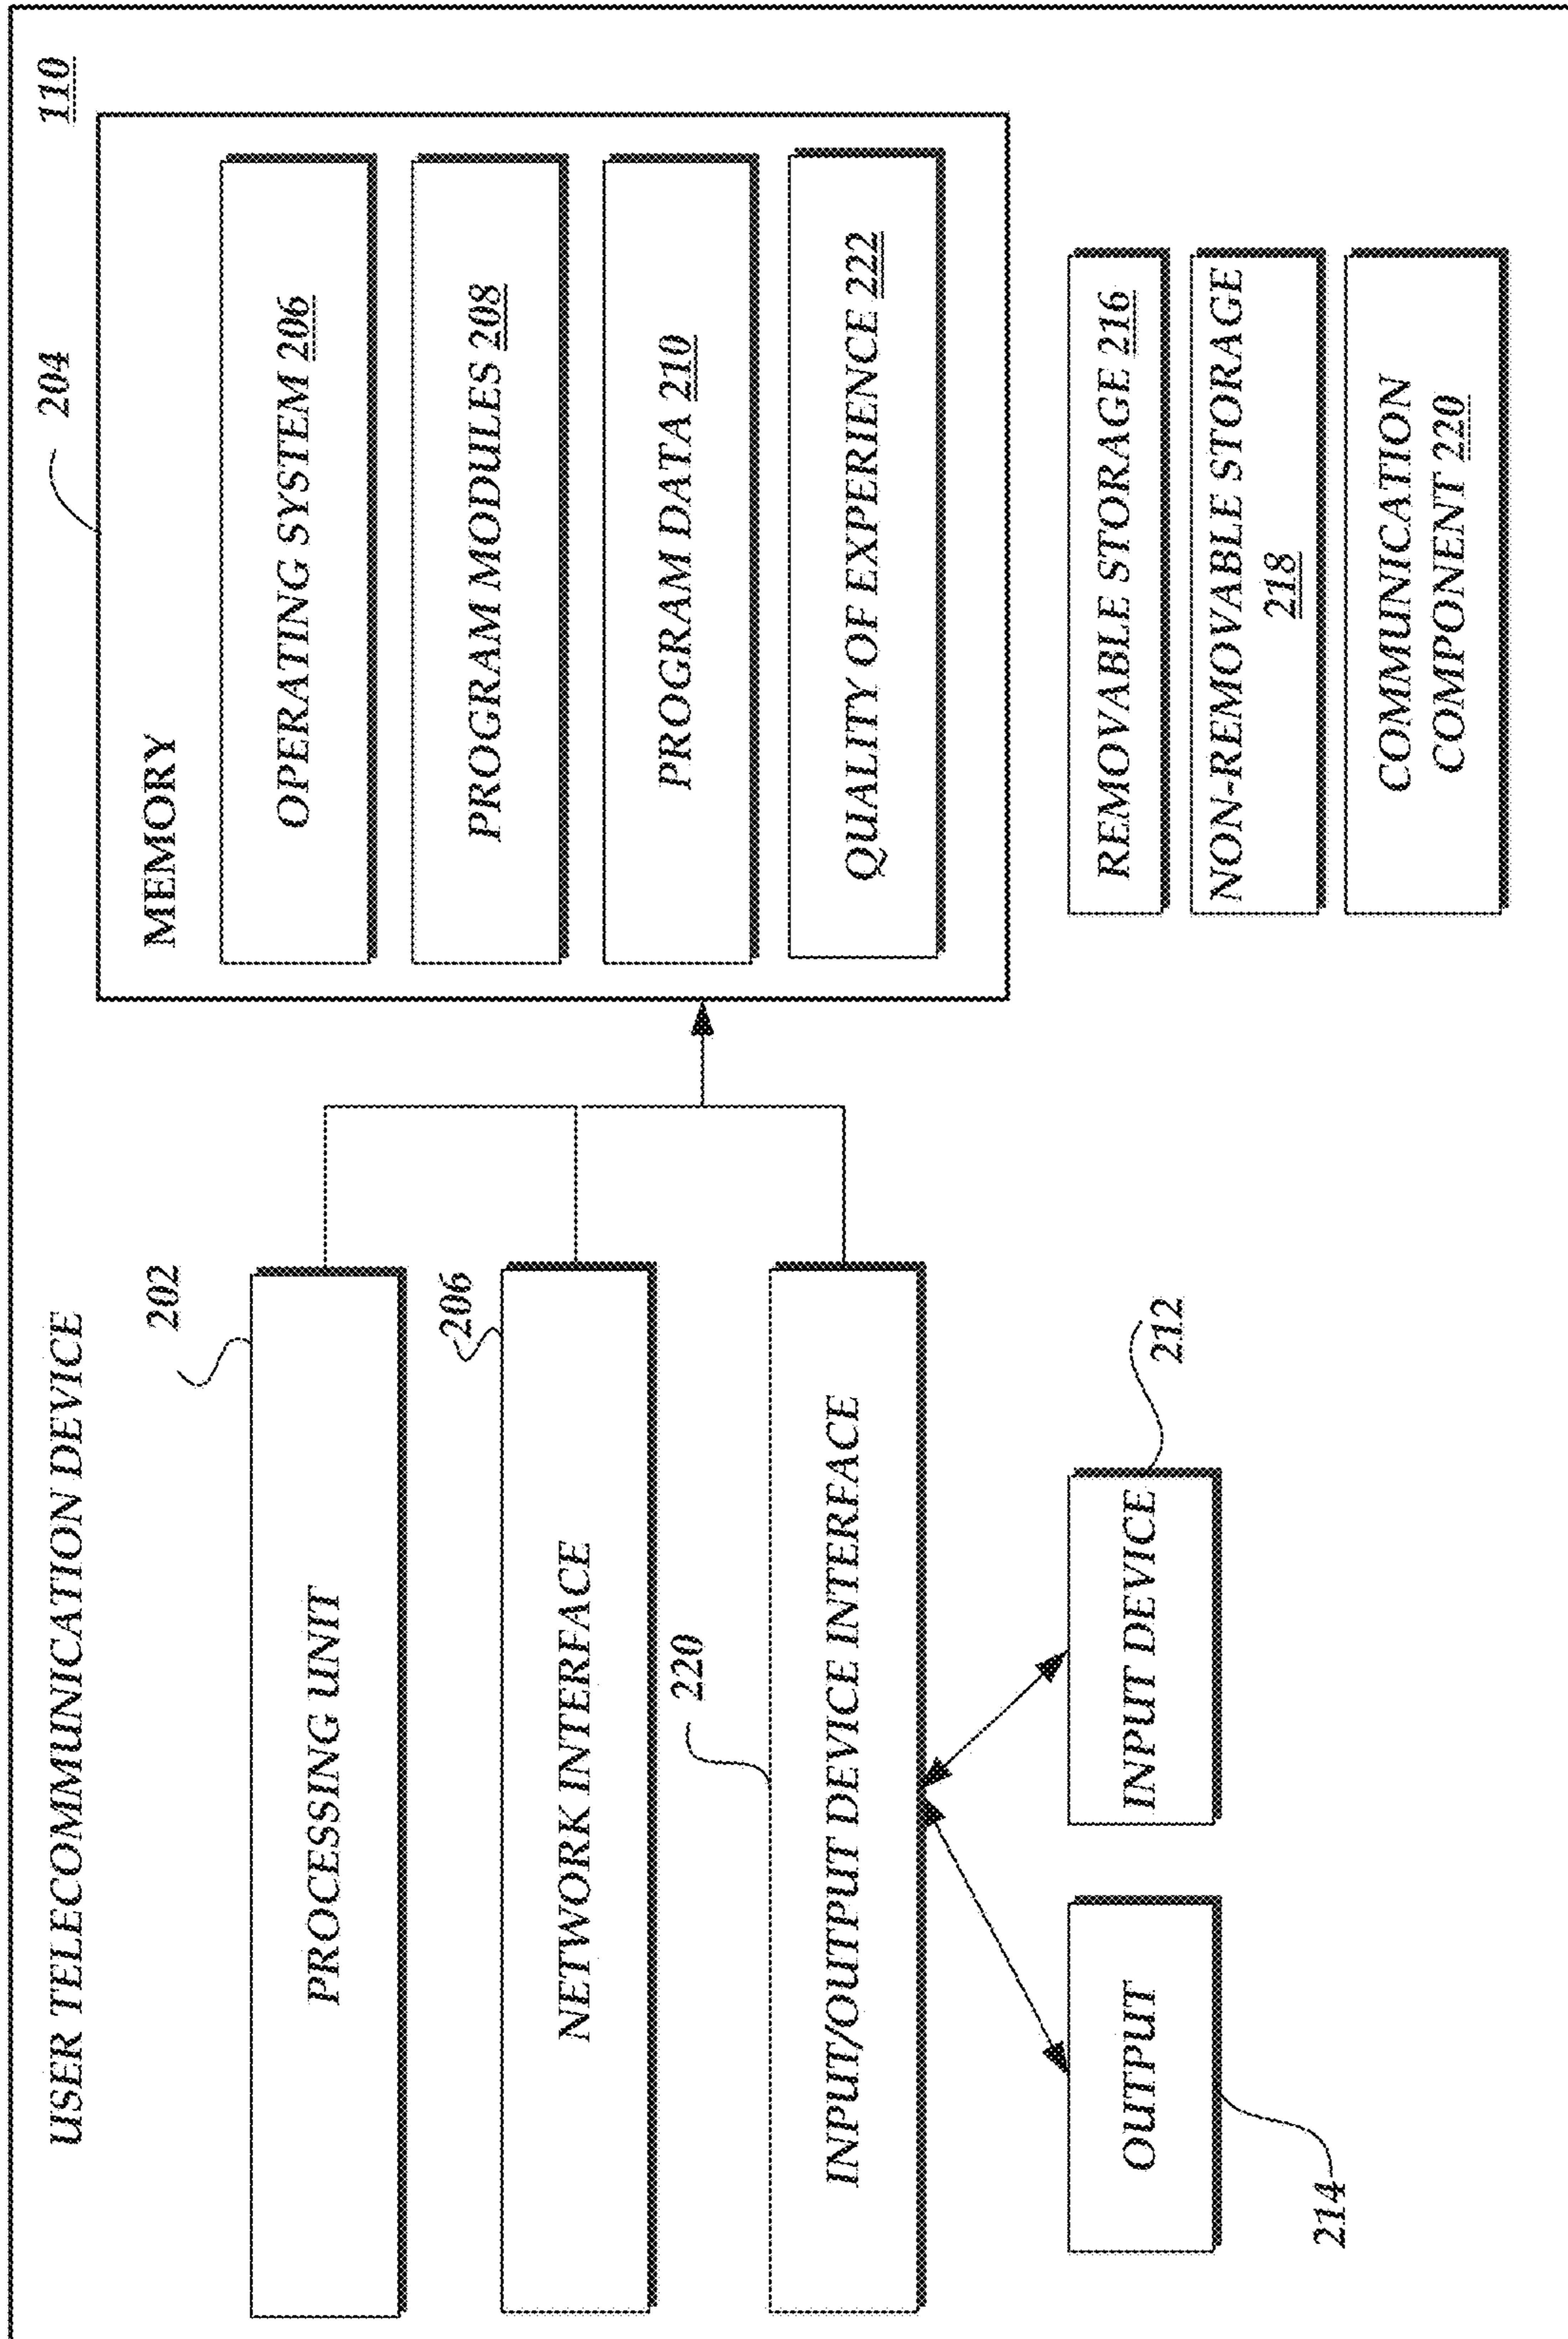 USER TELECOMMUNICATION DEVICE
110
202
PROCESSING UNIT
206
NETWORK INTERFACE
220
INPUT/OUTPUT DEVICE INTERFACE
OUTPUT
214
INPUT DEVICE
212
204
MEMORY
OPERATING SYSTEM 206
PROGRAM MODULES 208
PROGRAM DATA 210
QUALITY OF EXPERIENCE 222
REMOVABLE STORAGE 216
NON-REMOVABLE STORAGE
218
COMMUNICATION
COMPONENT 220